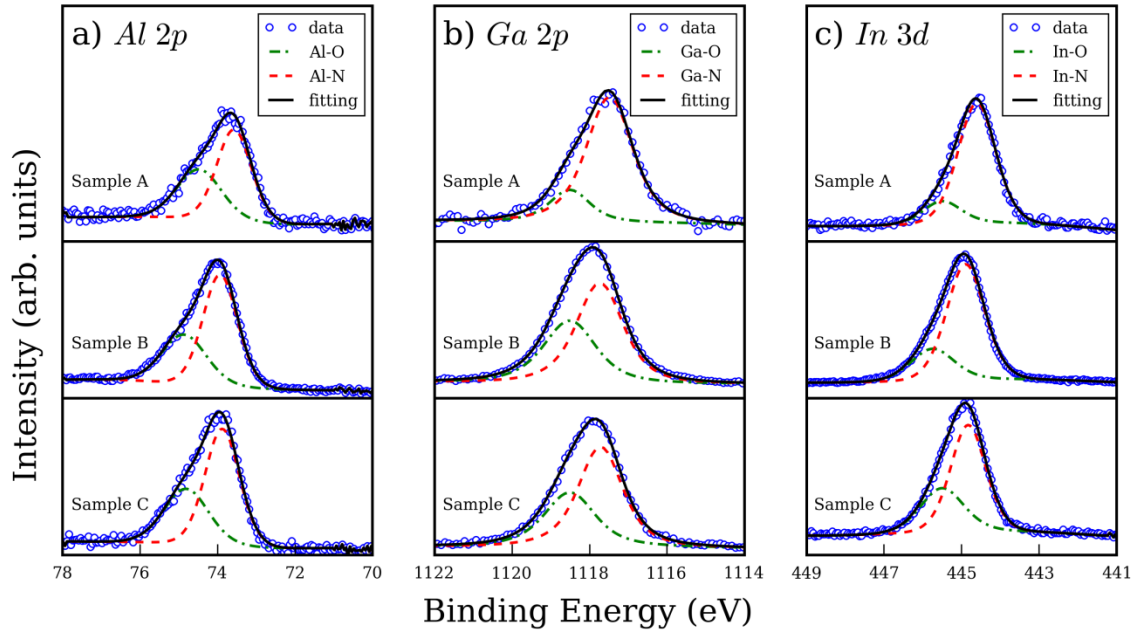 a) Al 2p
data
Al-O
Al-N
fitting
b) Ga 2p
data
Ga-O
Ga-N
fitting
c) In 3d
data
In-O
In-N
fitting
Sample A
Sample A
Sample A
Sample B
Sample B
Sample B
Sample C
Sample C
Sample C
Intensity (arb. units)
78 76 74 72 70
1122 1120 1118 1116 1114
449 447 445 443 441
Binding Energy (eV)